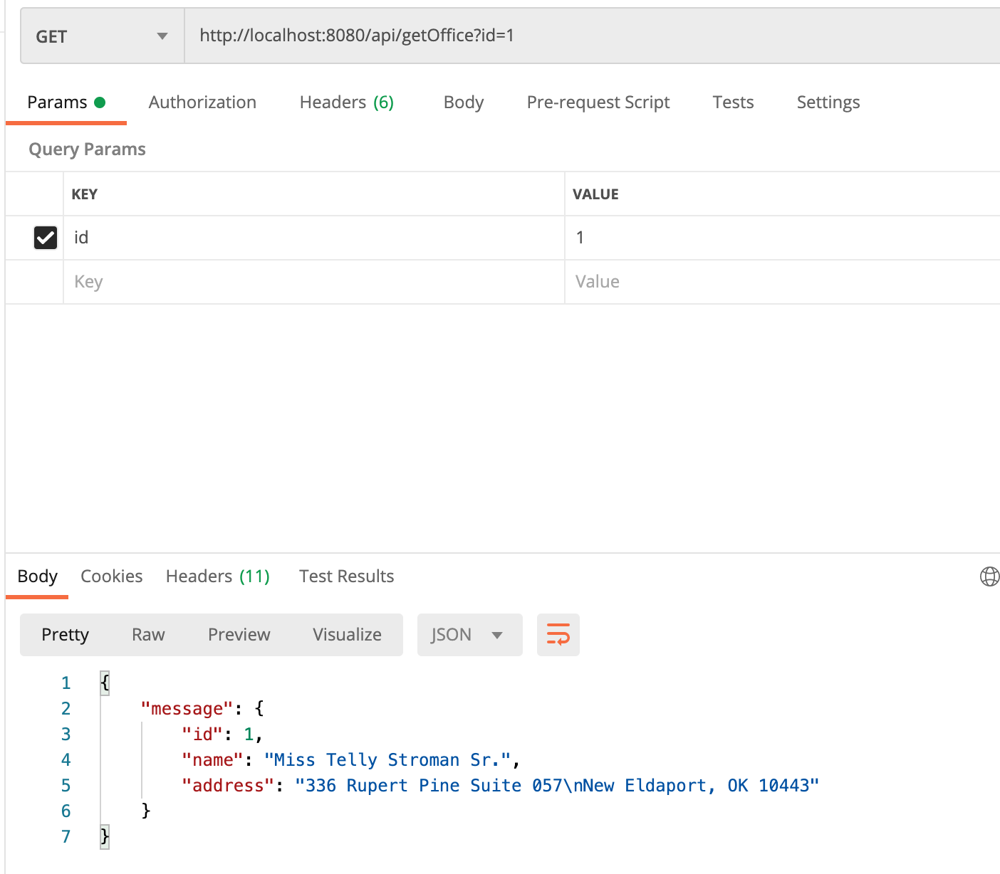 GET http://localhost:8080/api/getOffice?id=1
Params Authorization Headers (6) Body Pre-request Script Tests Settings
Query Params
KEY VALUE
id 1
Key Value
Body Cookies Headers (11) Test Results
Pretty Raw Preview Visualize JSON
1 {
2 "message": {
3 "id": 1,
4 "name": "Miss Telly Stroman Sr.",
5 "address": "336 Rupert Pine Suite 057\nNew Eldaport, OK 10443"
6 }
7 }